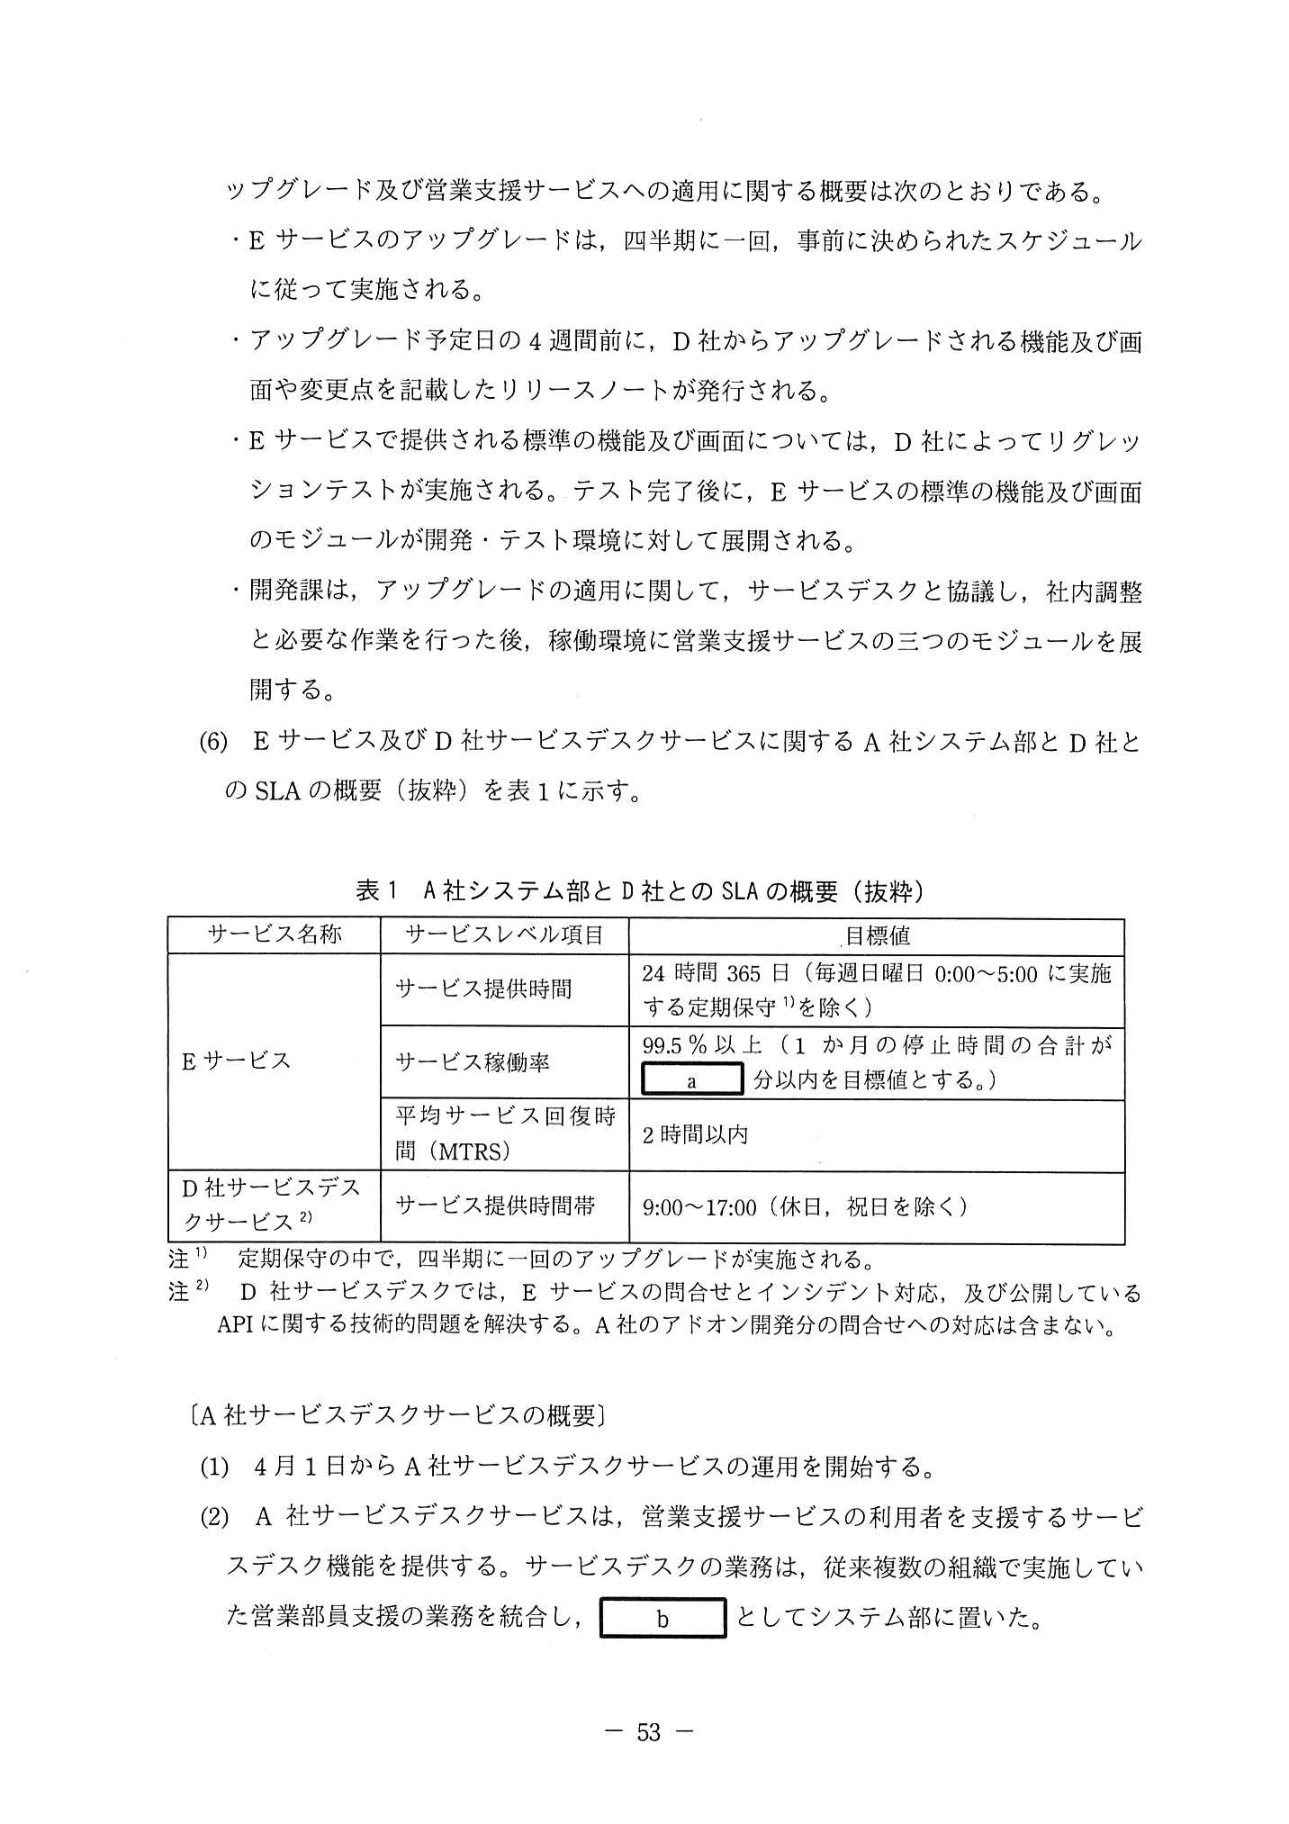 ップグレード及び営業支援サービスへの適用に関する概要は次のとおりである。
・E サービスのアップグレードは，四半期に一回，事前に決められたスケジュール
に従って実施される。
・アップグレード予定日の 4 週間前に，D 社からアップグレードされる機能及び画
面や変更点を記載したリリースノートが発行される。
・E サービスで提供される標準の機能及び画面については，D 社によってリグレッ
ションテストが実施される。テスト完了後に，E サービスの標準の機能及び画面
のモジュールが開発・テスト環境に対して展開される。
・開発課は，アップグレードの適用に関して，サービスデスクと協議し，社内調整
と必要な作業を行った後，稼働環境に営業支援サービスの三つのモジュールを展
開する。
(6) E サービス及び D 社サービスデスクサービスに関する A 社システム部と D 社と
の SLA の概要（抜粋）を表 1 に示す。
表 1 A 社システム部と D 社との SLA の概要（抜粋）
サービス名称 サービスレベル項目 目標値
E サービス
サービス提供時間
24 時間 365 日（毎週日曜日 0:00～5:00 に実施
する定期保守 1)を除く）
サービス稼働率
99.5 % 以上（1 か月の停止時間の合計が
a 分以内を目標値とする。）
平均サービス回復時
間（MTRS）
2 時間以内
D 社サービスデス
クサービス 2)
サービス提供時間帯
9:00～17:00（休日，祝日を除く）
注 1) 定期保守の中で，四半期に一回のアップグレードが実施される。
注 2) D 社サービスデスクでは，E サービスの問合せとインシデント対応，及び公開している
API に関する技術的問題を解決する。A 社のアドオン開発分の問合せへの対応は含まない。
〔A 社サービスデスクサービスの概要〕
(1) 4 月 1 日から A 社サービスデスクサービスの運用を開始する。
(2) A 社サービスデスクサービスは，営業支援サービスの利用者を支援するサービ
スデスク機能を提供する。サービスデスクの業務は，従来複数の組織で実施してい
た営業部員支援の業務を統合し， b としてシステム部に置いた。
－ 53 －